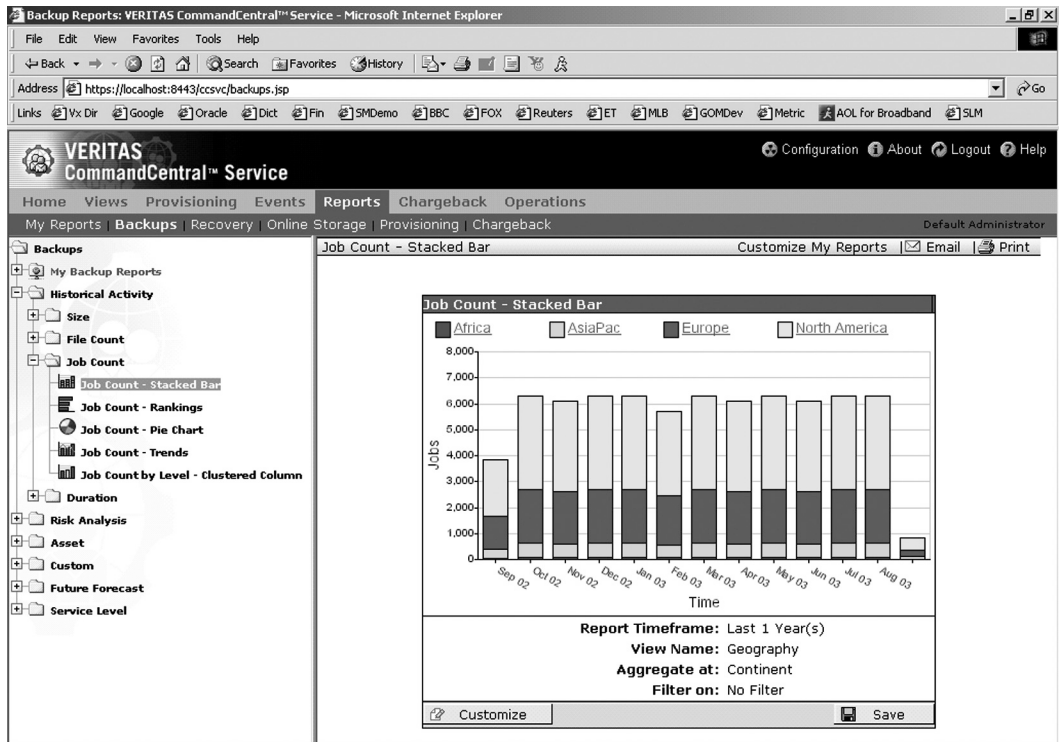 Backup Reports: VERITAS CommandCentral™ Service - Microsoft Internet Explorer
File Edit View Favorites Tools Help
Back Search Favorites History
Address https://localhost:8443/ccsvc/backups.jsp Go
Links Vx Dir Google Oracle Dict Fin SMDemo BBC FOX Reuters ET MLB GOMDev Metric AOL for Broadband SLM
VERITAS
CommandCentral™ Service
Configuration About Logout Help
Home Views Provisioning Events Reports Chargeback Operations
My Reports | Backups | Recovery | Online Storage | Provisioning | Chargeback Default Administrator
Backups
My Backup Reports
Historical Activity
Size
File Count
Job Count
Job Count - Stacked Bar
Job Count - Rankings
Job Count - Pie Chart
Job Count - Trends
Job Count by Level - Clustered Column
Duration
Risk Analysis
Asset
Custom
Future Forecast
Service Level
Job Count - Stacked Bar Customize My Reports | Email | Print
Job Count - Stacked Bar
Africa AsiaPac Europe North America
8,000
7,000
6,000
5,000
4,000
3,000
2,000
1,000
0
Jobs
Sep 02 Oct 02 Nov 02 Dec 02 Jan 03 Feb 03 Mar 03 Apr 03 May 03 Jun 03 Jul 03 Aug 03
Time
Report Timeframe: Last 1 Year(s)
View Name: Geography
Aggregate at: Continent
Filter on: No Filter
Customize Save